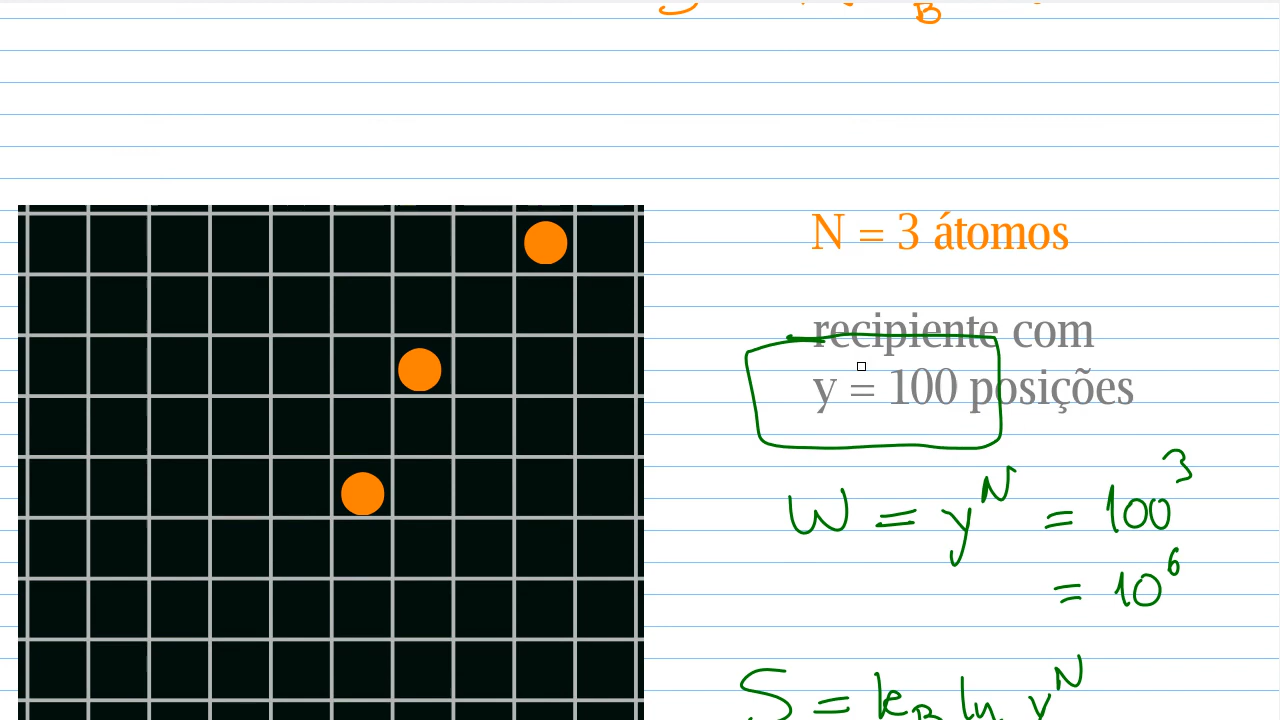 N = 3 átomos
recipiente com
y = 100 posições
W = y^N = 100^3
= 10^6
S = k_B ln y^N